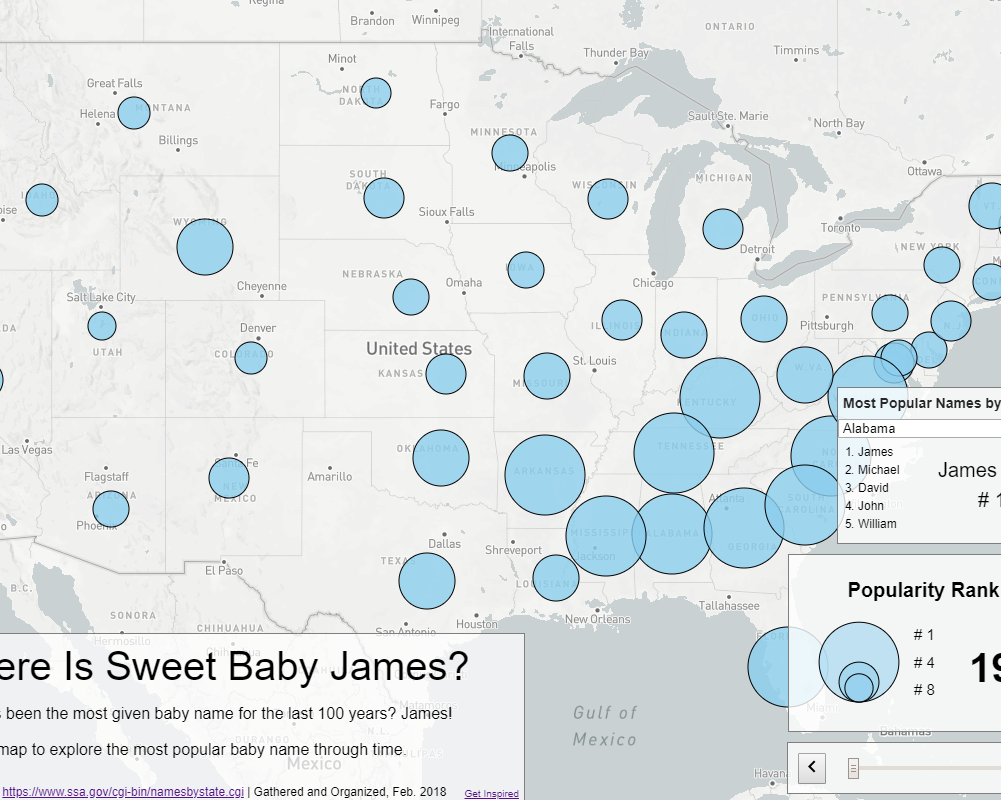 Regina
Brandon
Winnipeg
International
Falls
ONTARIO
Thunder Bay
Timmins
Minot
Great Falls
MONTANA
Helena
NORTH
DAKOTA
Fargo
Sault Ste. Marie
North Bay
Billings
MINNESOTA
Minneapolis
Ottawa
SOUTH
DAKOTA
WISCONSIN
MICHIGAN
IDAHO
Sioux Falls
VT.
Toronto
WYOMING
Detroit
NEW YORK
NEBRASKA
IOWA
Omaha
Chicago
Cheyenne
Salt Lake City
PENNSYLVANIA
Pittsburgh
N.J.
ILLINOIS
INDIANA
OHIO
Denver
UTAH
COLORADO
United States
KANSAS
St. Louis
MISSOURI
W.VA.
KENTUCKY
Most Popular Names by
Alabama
1. James
2. Michael
3. David
4. John
5. William
James
# 1
Las Vegas
Santa Fe
NEW
MEXICO
Flagstaff
ARIZONA
Phoenix
Amarillo
OKLAHOMA
ARKANSAS
TENNESSEE
Atlanta
SOUTH
CAROLINA
MISSISSIPPI
ALABAMA
GEORGIA
Jackson
Dallas
Shreveport
TEXAS
El Paso
LOUISIANA
B.C.
Tallahassee
New Orleans
Houston
San Antonio
SONORA
Hermosillo
CHIHUAHUA
Popularity Rank
# 1
# 4
# 8
19
Miami
Gulf of
Mexico
Bahamas
Havana
ere Is Sweet Baby James?
s been the most given baby name for the last 100 years? James!
map to explore the most popular baby name through time.
Matamoros
N.L.
DURANGO
Mexico
https://www.ssa.gov/cgi-bin/namesbystate.cgi | Gathered and Organized, Feb. 2018
Get Inspired